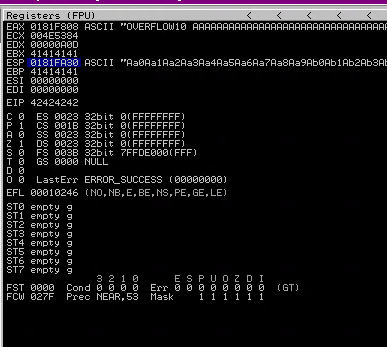 Registers (FPU) < < < < <
EAX 0181F808 ASCII "OVERFLOW10 AAAAAAAAAAAAAAAAAAAAAAAAAA
ECX 004E5384
EDX 00000A0D
EBX 41414141
ESP 0181FA30 ASCII "Aa0Aa1Aa2Aa3Aa4Aa5Aa6Aa7Aa8Aa9Ab0Ab1Ab2Ab3Ab
EBP 41414141
ESI 00000000
EDI 00000000
EIP 42424242
C 0 ES 0023 32bit 0(FFFFFFFF)
P 1 CS 001B 32bit 0(FFFFFFFF)
A 0 SS 0023 32bit 0(FFFFFFFF)
Z 1 DS 0023 32bit 0(FFFFFFFF)
S 0 FS 003B 32bit 7FFDE000(FFF)
T 0 GS 0000 NULL
D 0
O 0 LastErr ERROR_SUCCESS (00000000)
EFL 00010246 (NO,NB,E,BE,NS,PE,GE,LE)
ST0 empty g
ST1 empty g
ST2 empty g
ST3 empty g
ST4 empty g
ST5 empty g
ST6 empty g
ST7 empty g
3 2 1 0 E S P U O Z D I
FST 0000 Cond 0 0 0 0 Err 0 0 0 0 0 0 0 0 (GT)
FCW 027F Prec NEAR,53 Mask 1 1 1 1 1 1